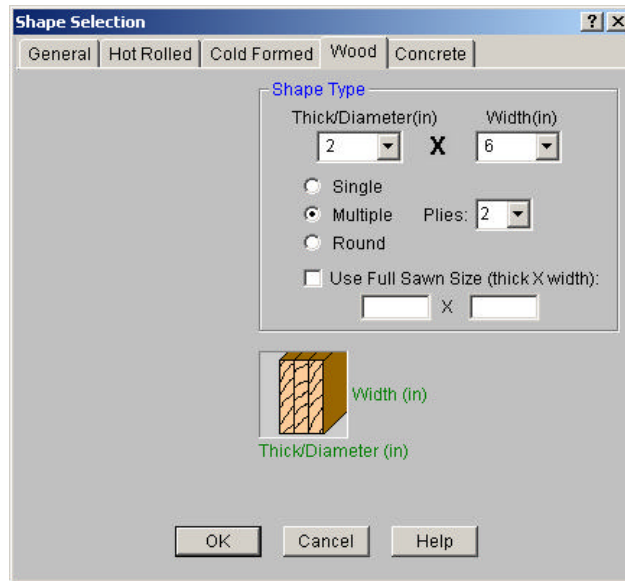 Shape Selection
General Hot Rolled Cold Formed Wood Concrete
Shape Type
Thick/Diameter(in) Width(in)
2 X 6
Single
Multiple Plies: 2
Round
Use Full Sawn Size (thick X width):
X
Width (in)
Thick/Diameter (in)
OK Cancel Help